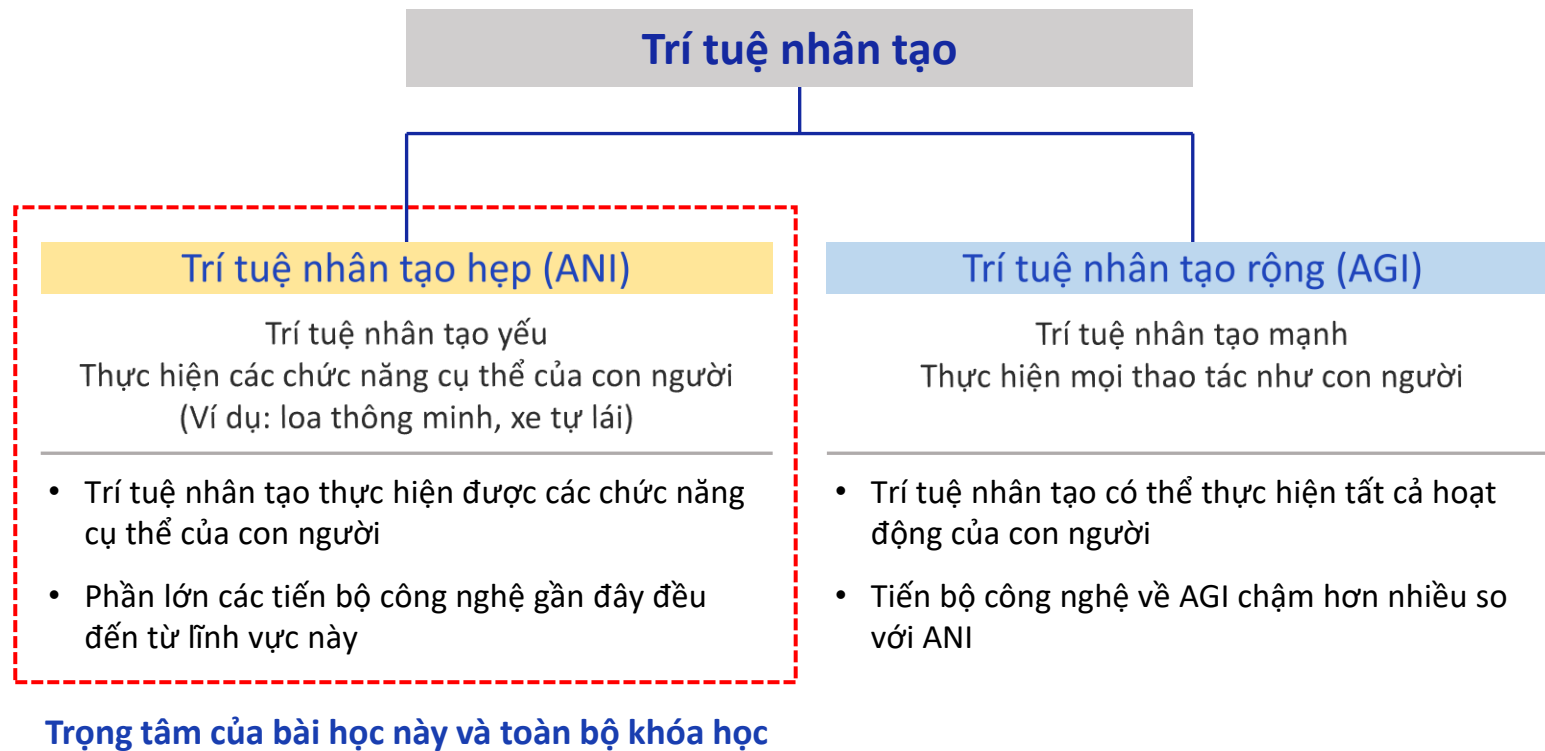 Trí tuệ nhân tạo
Trí tuệ nhân tạo hẹp (ANI)
Trí tuệ nhân tạo yếu
Thực hiện các chức năng cụ thể của con người
(Ví dụ: loa thông minh, xe tự lái)
• Trí tuệ nhân tạo thực hiện được các chức năng
cụ thể của con người
• Phần lớn các tiến bộ công nghệ gần đây đều
đến từ lĩnh vực này
Trí tuệ nhân tạo rộng (AGI)
Trí tuệ nhân tạo mạnh
Thực hiện mọi thao tác như con người
• Trí tuệ nhân tạo có thể thực hiện tất cả hoạt
động của con người
• Tiến bộ công nghệ về AGI chậm hơn nhiều so
với ANI
Trọng tâm của bài học này và toàn bộ khóa học